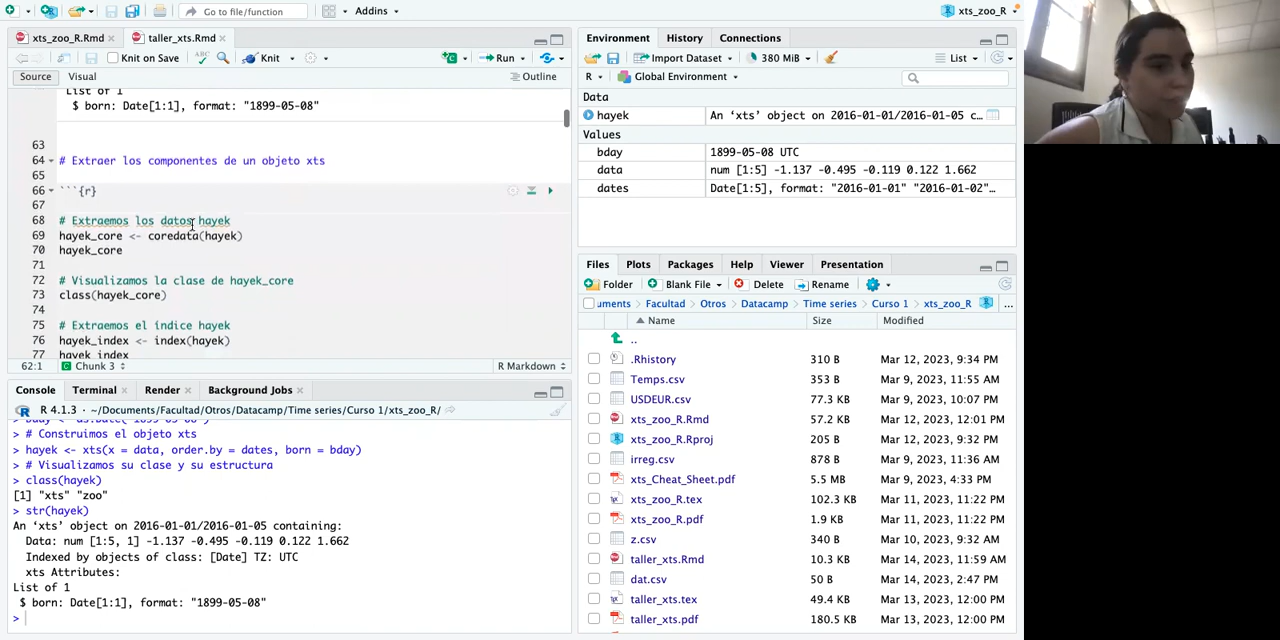 Go to file/function
Addins
xts_zoo_R
xts_zoo_R.Rmd
taller_xts.Rmd
Knit on Save
ABC
Knit
Run
Source
Visual
Outline
List of 1
$ born: Date[1:1], format: "1899-05-08"
63
64 # Extraer los componentes de un objeto xts
65
66 ```{r}
67
68 # Extraemos los datos hayek
69 hayek_core <- coredata(hayek)
70 hayek_core
71
72 # Visualizamos la clase de hayek_core
73 class(hayek_core)
74
75 # Extraemos el indice hayek
76 hayek_index <- index(hayek)
77 hayek_index
62:1
Chunk 3
R Markdown
Console
Terminal
Render
Background Jobs
R 4.1.3 · ~/Documents/Facultad/Otros/Datacamp/Time series/Curso 1/xts_zoo_R/
> bday <- as.Date("1899-05-08")
> # Construimos el objeto xts
> hayek <- xts(x = data, order.by = dates, born = bday)
> # Visualizamos su clase y su estructura
> class(hayek)
[1] "xts" "zoo"
> str(hayek)
An ‘xts’ object on 2016-01-01/2016-01-05 containing:
Data: num [1:5, 1] -1.137 -0.495 -0.119 0.122 1.662
Indexed by objects of class: [Date] TZ: UTC
xts Attributes:
List of 1
$ born: Date[1:1], format: "1899-05-08"
>
Environment
History
Connections
Import Dataset
380 MiB
List
R
Global Environment
Data
hayek An ‘xts’ object on 2016-01-01/2016-01-05 c…
Values
bday 1899-05-08 UTC
data num [1:5] -1.137 -0.495 -0.119 0.122 1.662
dates Date[1:5], format: "2016-01-01" "2016-01-02"…
Files
Plots
Packages
Help
Viewer
Presentation
Folder
Blank File
Delete
Rename
uments
Facultad
Otros
Datacamp
Time series
Curso 1
xts_zoo_R
...
Name Size Modified
..
.Rhistory 310 B Mar 12, 2023, 9:34 PM
Temps.csv 353 B Mar 9, 2023, 11:55 AM
USDEUR.csv 77.3 KB Mar 9, 2023, 10:07 PM
xts_zoo_R.Rmd 57.2 KB Mar 12, 2023, 12:01 PM
xts_zoo_R.Rproj 205 B Mar 12, 2023, 9:32 PM
irreg.csv 878 B Mar 9, 2023, 11:36 AM
xts_Cheat_Sheet.pdf 5.5 MB Mar 9, 2023, 4:33 PM
xts_zoo_R.tex 102.3 KB Mar 11, 2023, 11:22 PM
xts_zoo_R.pdf 1.9 KB Mar 11, 2023, 11:22 PM
z.csv 340 B Mar 10, 2023, 9:32 AM
taller_xts.Rmd 10.3 KB Mar 14, 2023, 11:59 AM
dat.csv 50 B Mar 14, 2023, 2:47 PM
taller_xts.tex 49.4 KB Mar 13, 2023, 12:00 PM
taller_xts.pdf 180.5 KB Mar 13, 2023, 12:00 PM